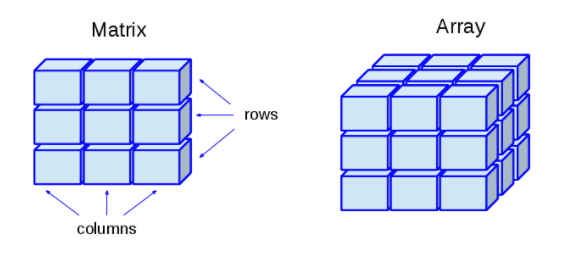 Matrix
Array
rows
columns